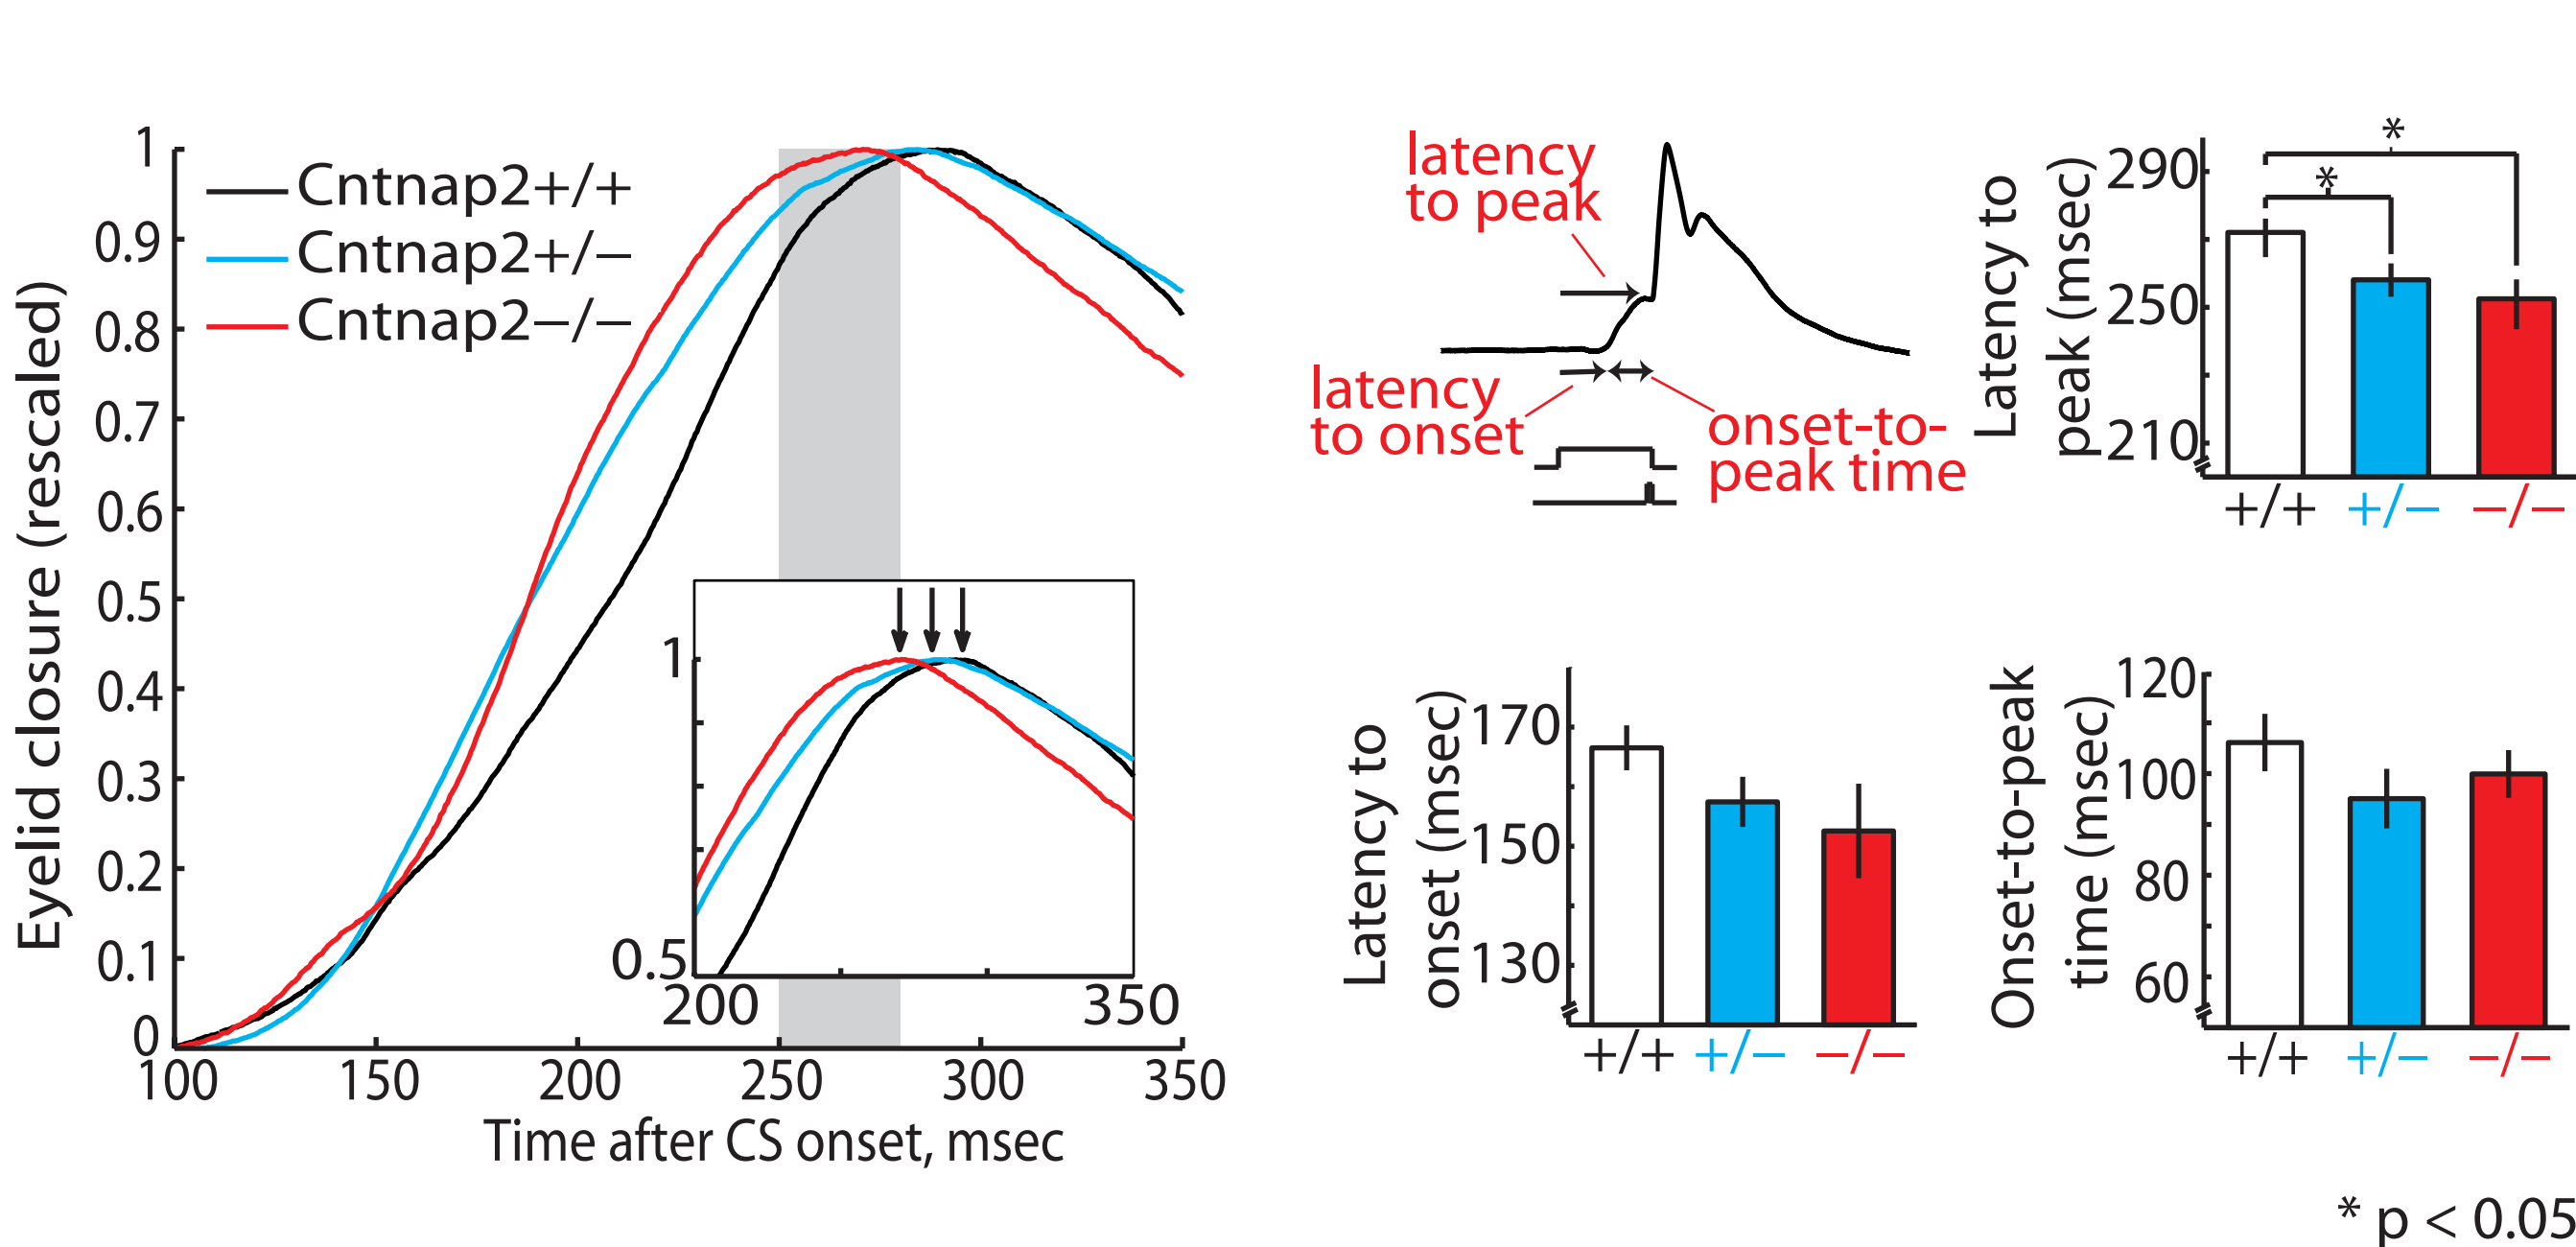 Eyelid closure (rescaled)
1
0.9
0.8
0.7
0.6
0.5
0.4
0.3
0.2
0.1
0
Cntnap2+/+
Cntnap2+/−
Cntnap2−/−
1
0.5
200
350
100
150
200
250
300
350
Time after CS onset, msec
latency
to peak
latency
to onset
onset-to-
peak time
Latency to
peak (msec)
290
250
210
*
*
+/+
+/−
−/−
Latency to
onset (msec)
170
150
130
+/+
+/−
−/−
Onset-to-peak
time (msec)
120
100
80
60
+/+
+/−
−/−
* p < 0.05